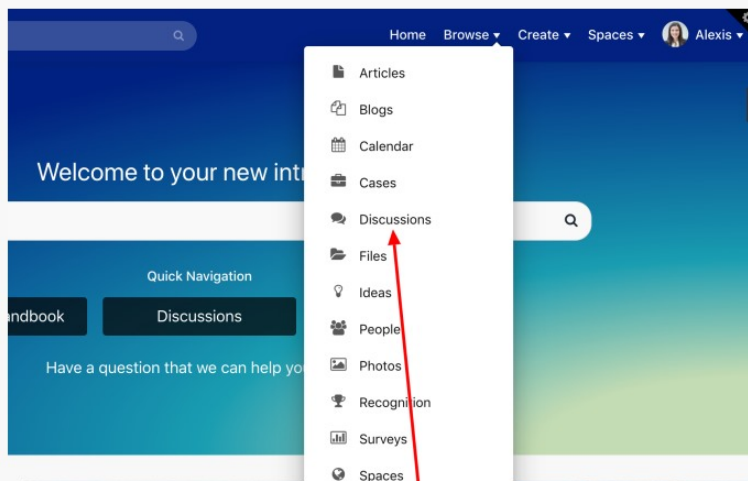 Home Browse ▾ Create ▾ Spaces ▾ Alexis ▾
Articles
Blogs
Calendar
Cases
Discussions
Files
Ideas
People
Photos
Recognition
Surveys
Spaces
Welcome to your new intr
Quick Navigation
andbook Discussions
Have a question that we can help yo